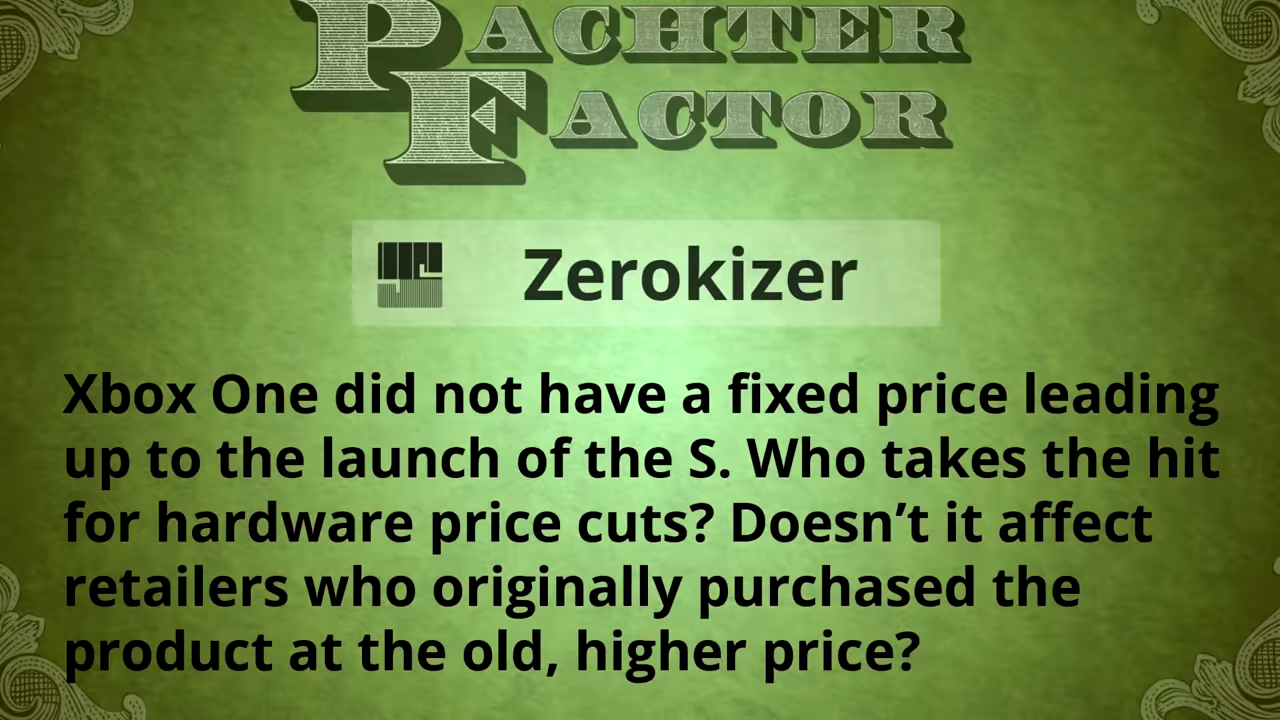 PACHTER
FACTOR
Zerokizer
Xbox One did not have a fixed price leading
up to the launch of the S. Who takes the hit
for hardware price cuts? Doesn’t it affect
retailers who originally purchased the
product at the old, higher price?